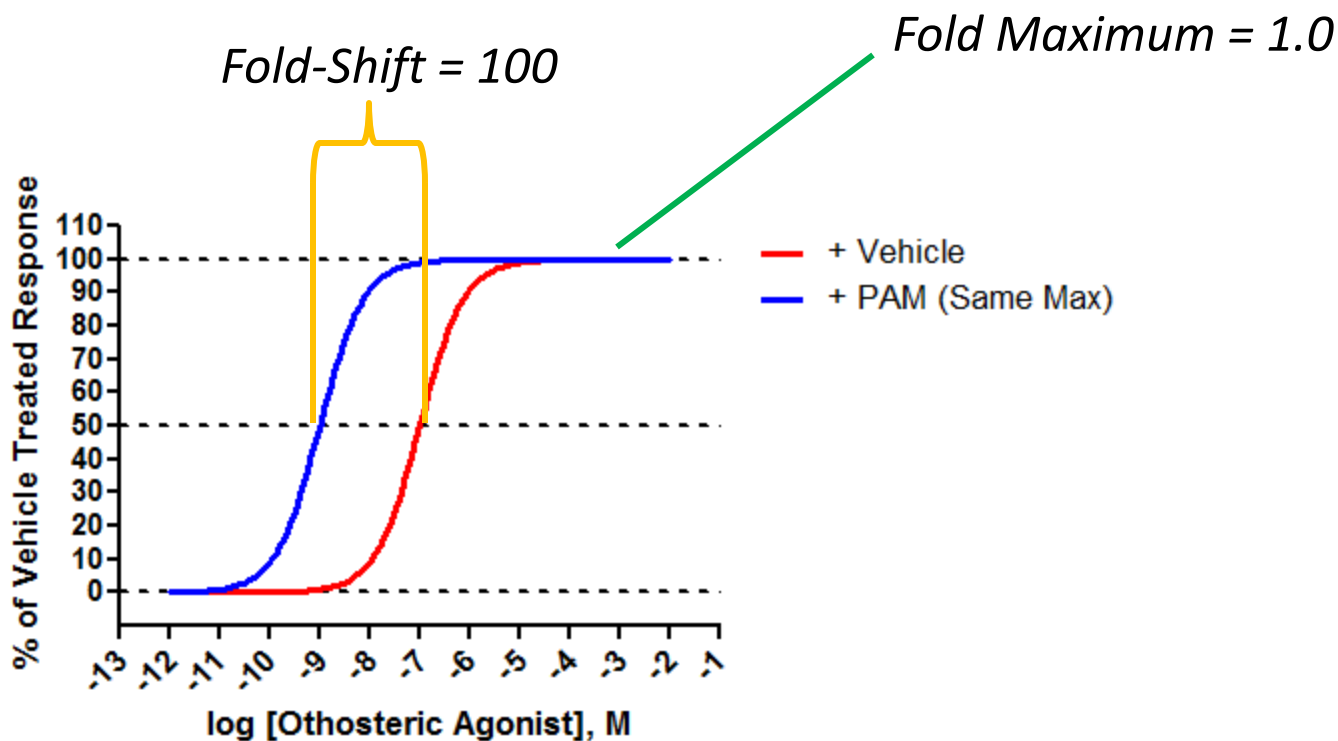 Fold Maximum = 1.0
Fold-Shift = 100
% of Vehicle Treated Response
110
100
90
80
70
60
50
40
30
20
10
0
+ Vehicle
+ PAM (Same Max)
-13 -12 -11 -10 -9 -8 -7 -6 -5 -4 -3 -2 -1
log [Othosteric Agonist], M